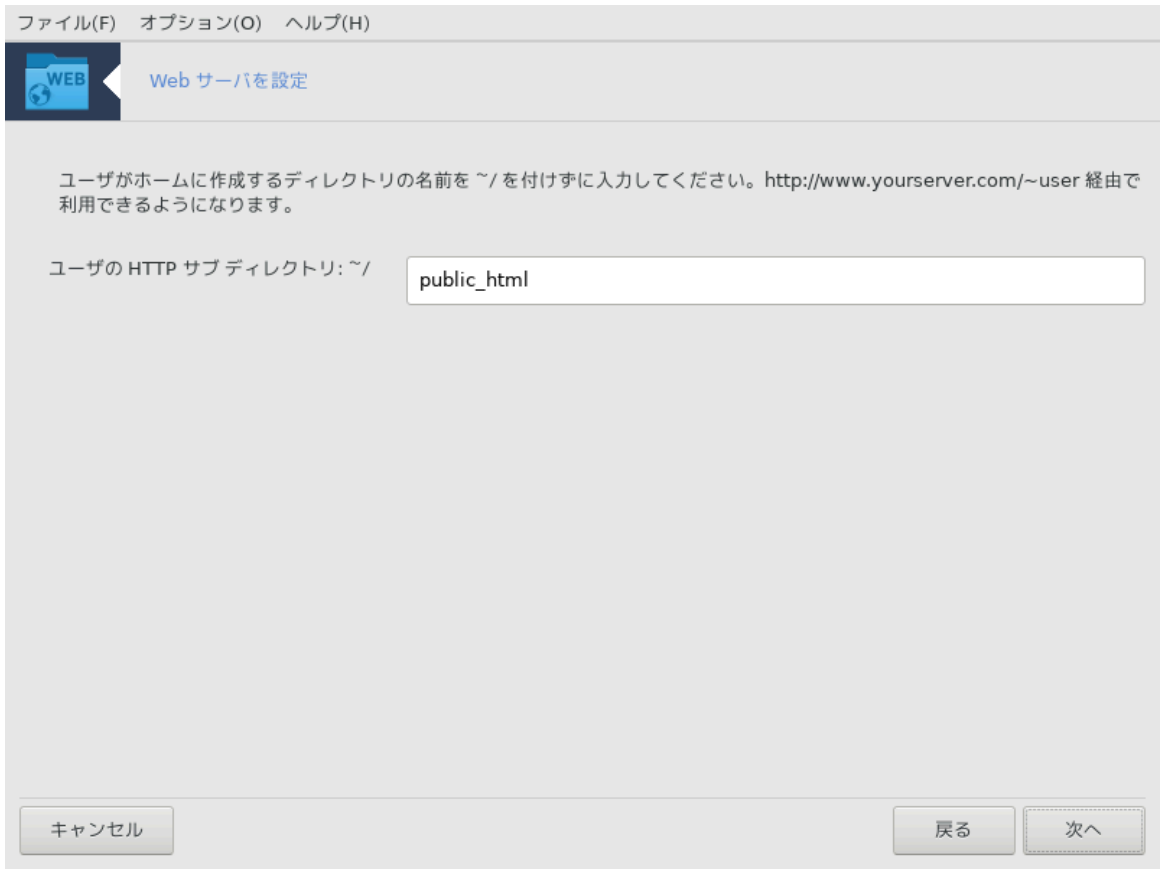 ファイル(F) オプション(O) ヘルプ(H)
WEB
Web サーバを設定
ユーザがホームに作成するディレクトリの名前を ~/ を付けずに入力してください。http://www.yourserver.com/~user 経由で
利用できるようになります。
ユーザの HTTP サブ ディレクトリ: ~/
public_html
キャンセル
戻る
次へ